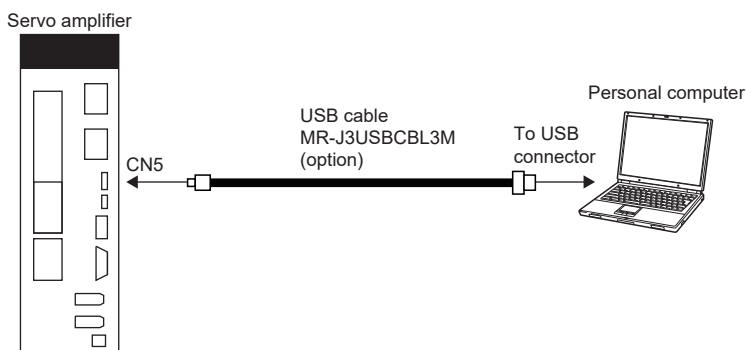 Servo amplifier
Personal computer
USB cable
MR-J3USBCBL3M
(option)
To USB
connector
CN5